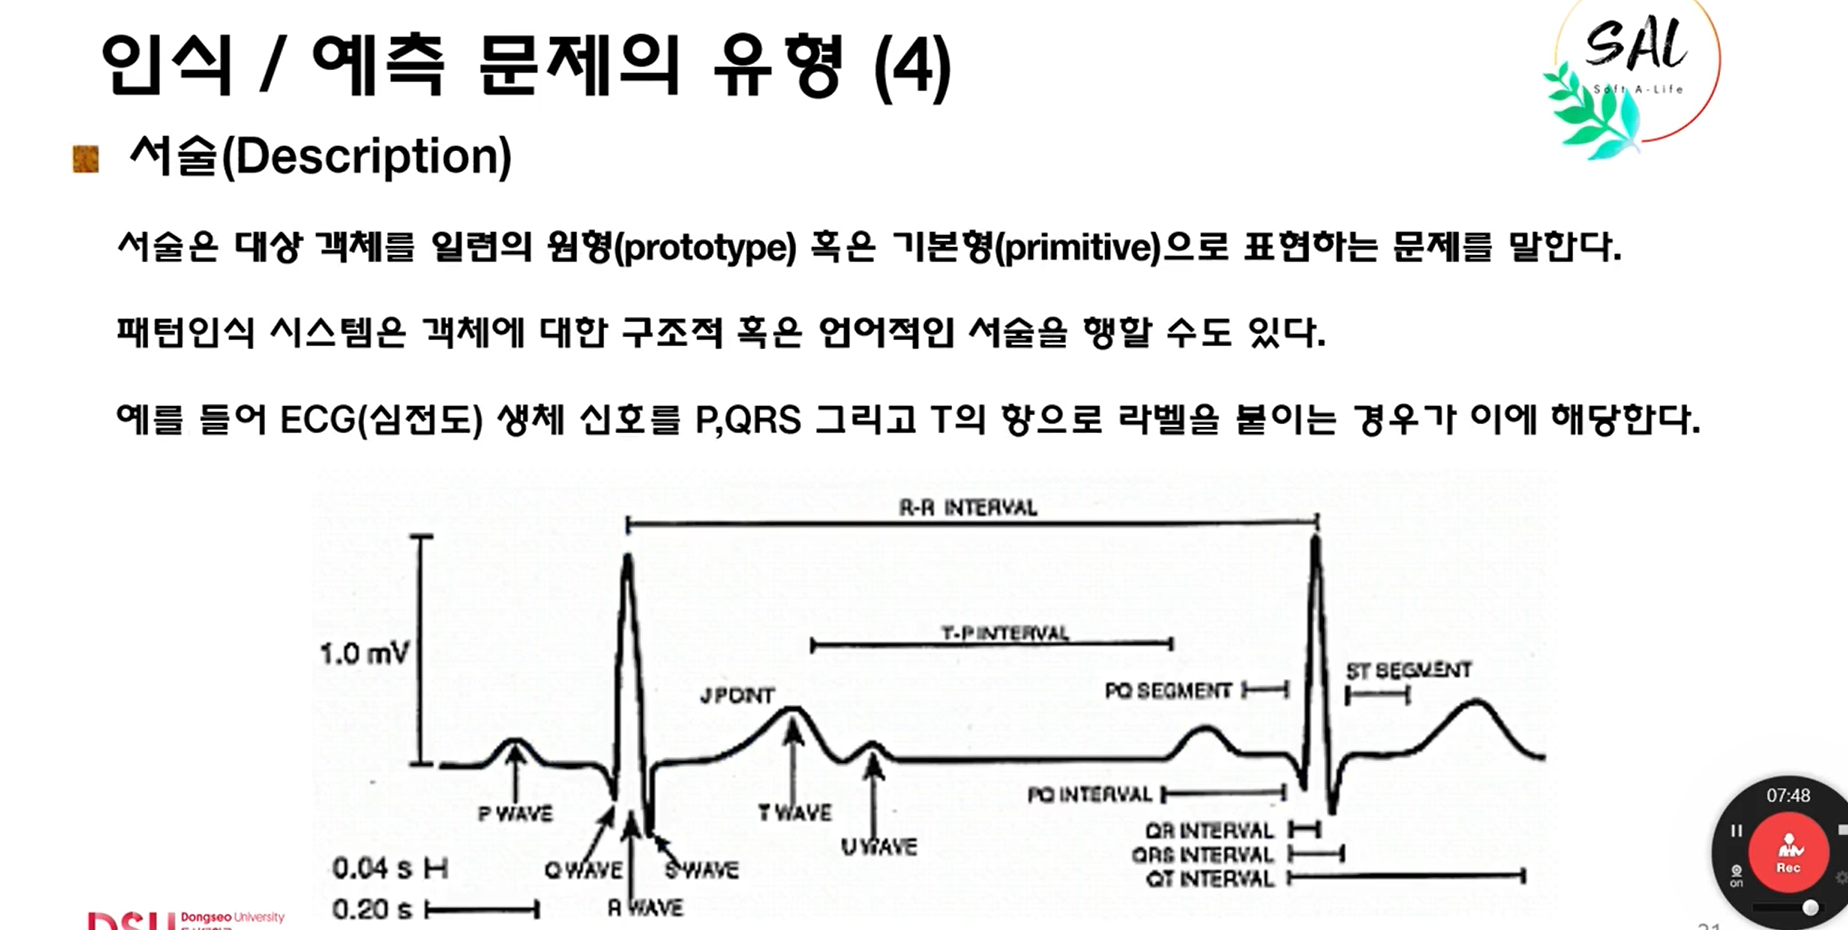 인식 / 예측 문제의 유형 (4)
SAL
Soft A-Life
서술(Description)
서술은 대상 객체를 일련의 원형(prototype) 혹은 기본형(primitive)으로 표현하는 문제를 말한다.
패턴인식 시스템은 객체에 대한 구조적 혹은 언어적인 서술을 행할 수도 있다.
예를 들어 ECG(심전도) 생체 신호를 P,QRS 그리고 T의 항으로 라벨을 붙이는 경우가 이에 해당한다.
R-R INTERVAL
1.0 mV
T-P INTERVAL
J POINT
PQ SEGMENT
ST SEGMENT
P WAVE
T WAVE
U WAVE
PQ INTERVAL
QR INTERVAL
QRS INTERVAL
QT INTERVAL
0.04 s
Q WAVE
S WAVE
0.20 s
R WAVE
DSU Dongseo University
07:48
Rec
on